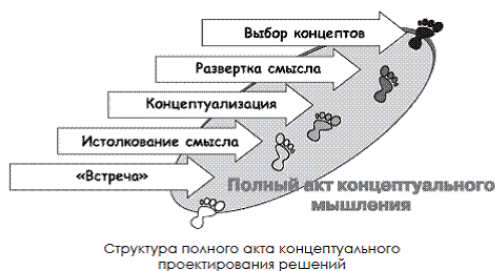 Выбор концептов
Развертка смысла
Концептуализация
Истолкование смысла
«Встреча»
Полный акт концептуального
мышления
Структура полного акта концептуального
проектирования решений